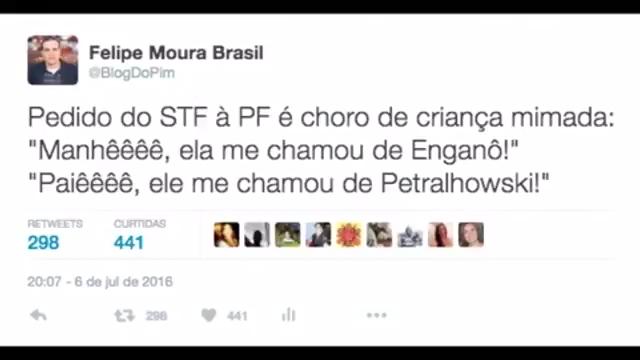 Felipe Moura Brasil
@BlogDoPim
Pedido do STF à PF é choro de criança mimada:
"Manhêêêê, ela me chamou de Enganô!"
"Paiêêêê, ele me chamou de Petralhowski!"
RETWEETS CURTIDAS
298 441
20:07 - 6 de jul de 2016
298 441